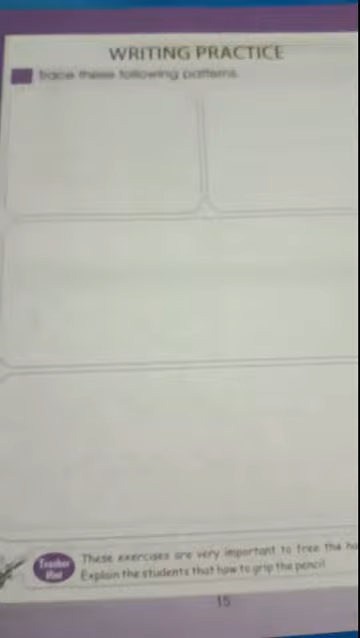 WRITING PRACTICE
Trace these following patterns.
Teacher
Hint
These exercises are very important to free the
Explain the students that how to grip the pencil
15